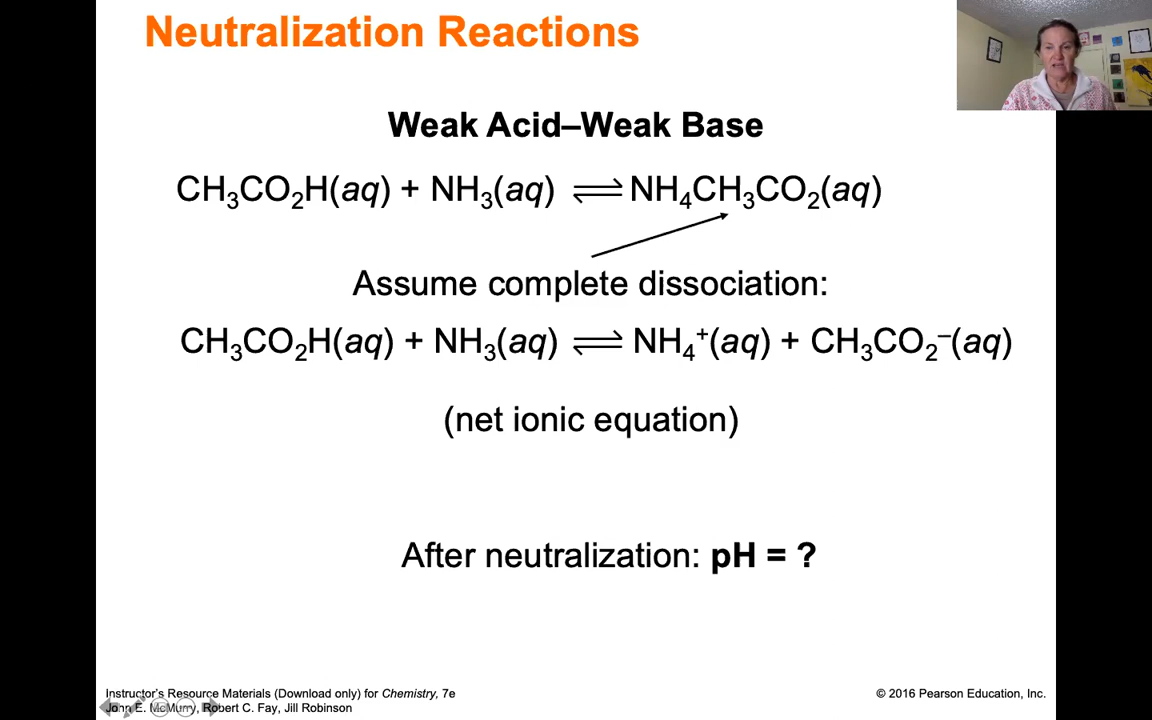 Neutralization Reactions
Weak Acid–Weak Base
CH₃CO₂H(aq) + NH₃(aq) ⇌ NH₄CH₃CO₂(aq)
Assume complete dissociation:
CH₃CO₂H(aq) + NH₃(aq) ⇌ NH₄⁺(aq) + CH₃CO₂⁻(aq)
(net ionic equation)
After neutralization: pH = ?
Instructor's Resource Materials (Download only) for Chemistry, 7e
John E. McMurry, Robert C. Fay, Jill Robinson
© 2016 Pearson Education, Inc.